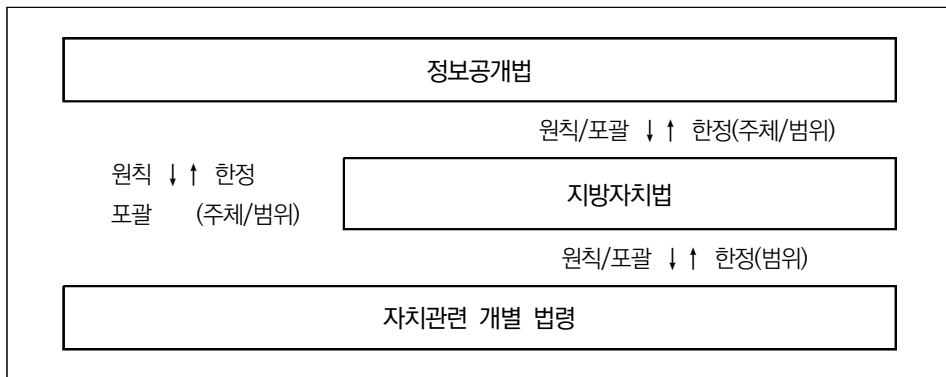 정보공개법
원칙/포괄 ↓↑ 한정(주체/범위)
원칙 ↓↑ 한정
포괄 (주체/범위)
지방자치법
원칙/포괄 ↓↑ 한정(범위)
자치관련 개별 법령